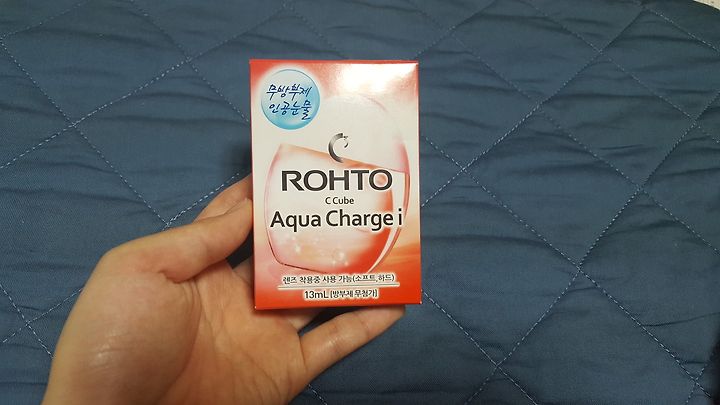 무방부제
인공눈물
ROHTO
C Cube
Aqua Charge i
렌즈 착용중 사용 가능(소프트,하드)
13mL [방부제 무첨가]